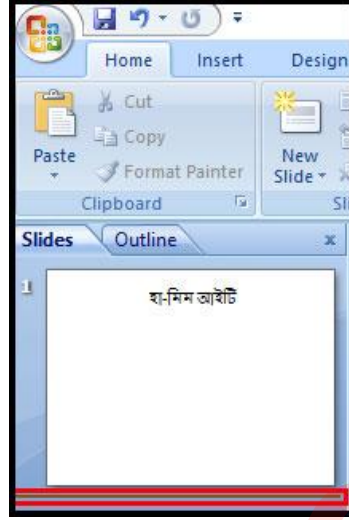 Home Insert Design
Cut
Copy
Paste
Format Painter
New
Slide
Clipboard
Slides Outline x
1
হা-মিম আইটি